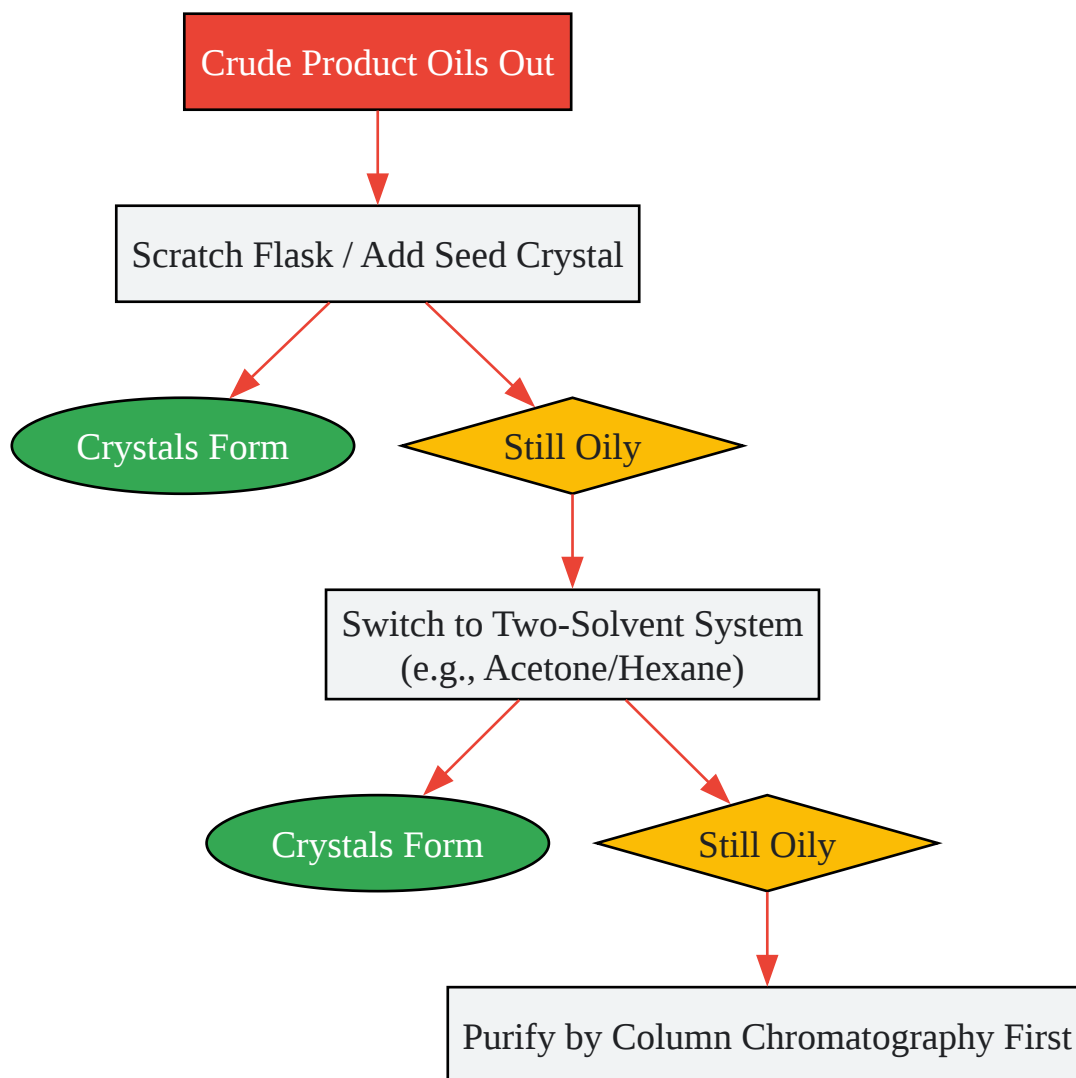 Crude Product Oils Out
Scratch Flask / Add Seed Crystal
Crystals Form
Still Oily
Switch to Two-Solvent System
(e.g., Acetone/Hexane)
Crystals Form
Still Oily
Purify by Column Chromatography First